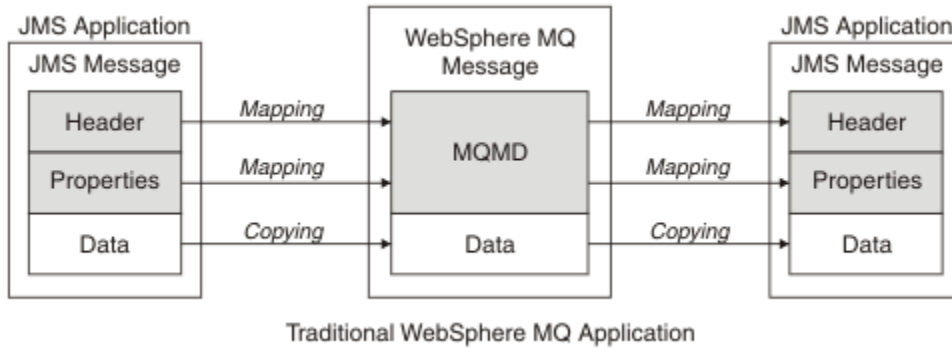 JMS Application
JMS Message
Header
Properties
Data
Mapping
Mapping
Copying
WebSphere MQ
Message
MQMD
Data
Mapping
Mapping
Copying
JMS Application
JMS Message
Header
Properties
Data
Traditional WebSphere MQ Application